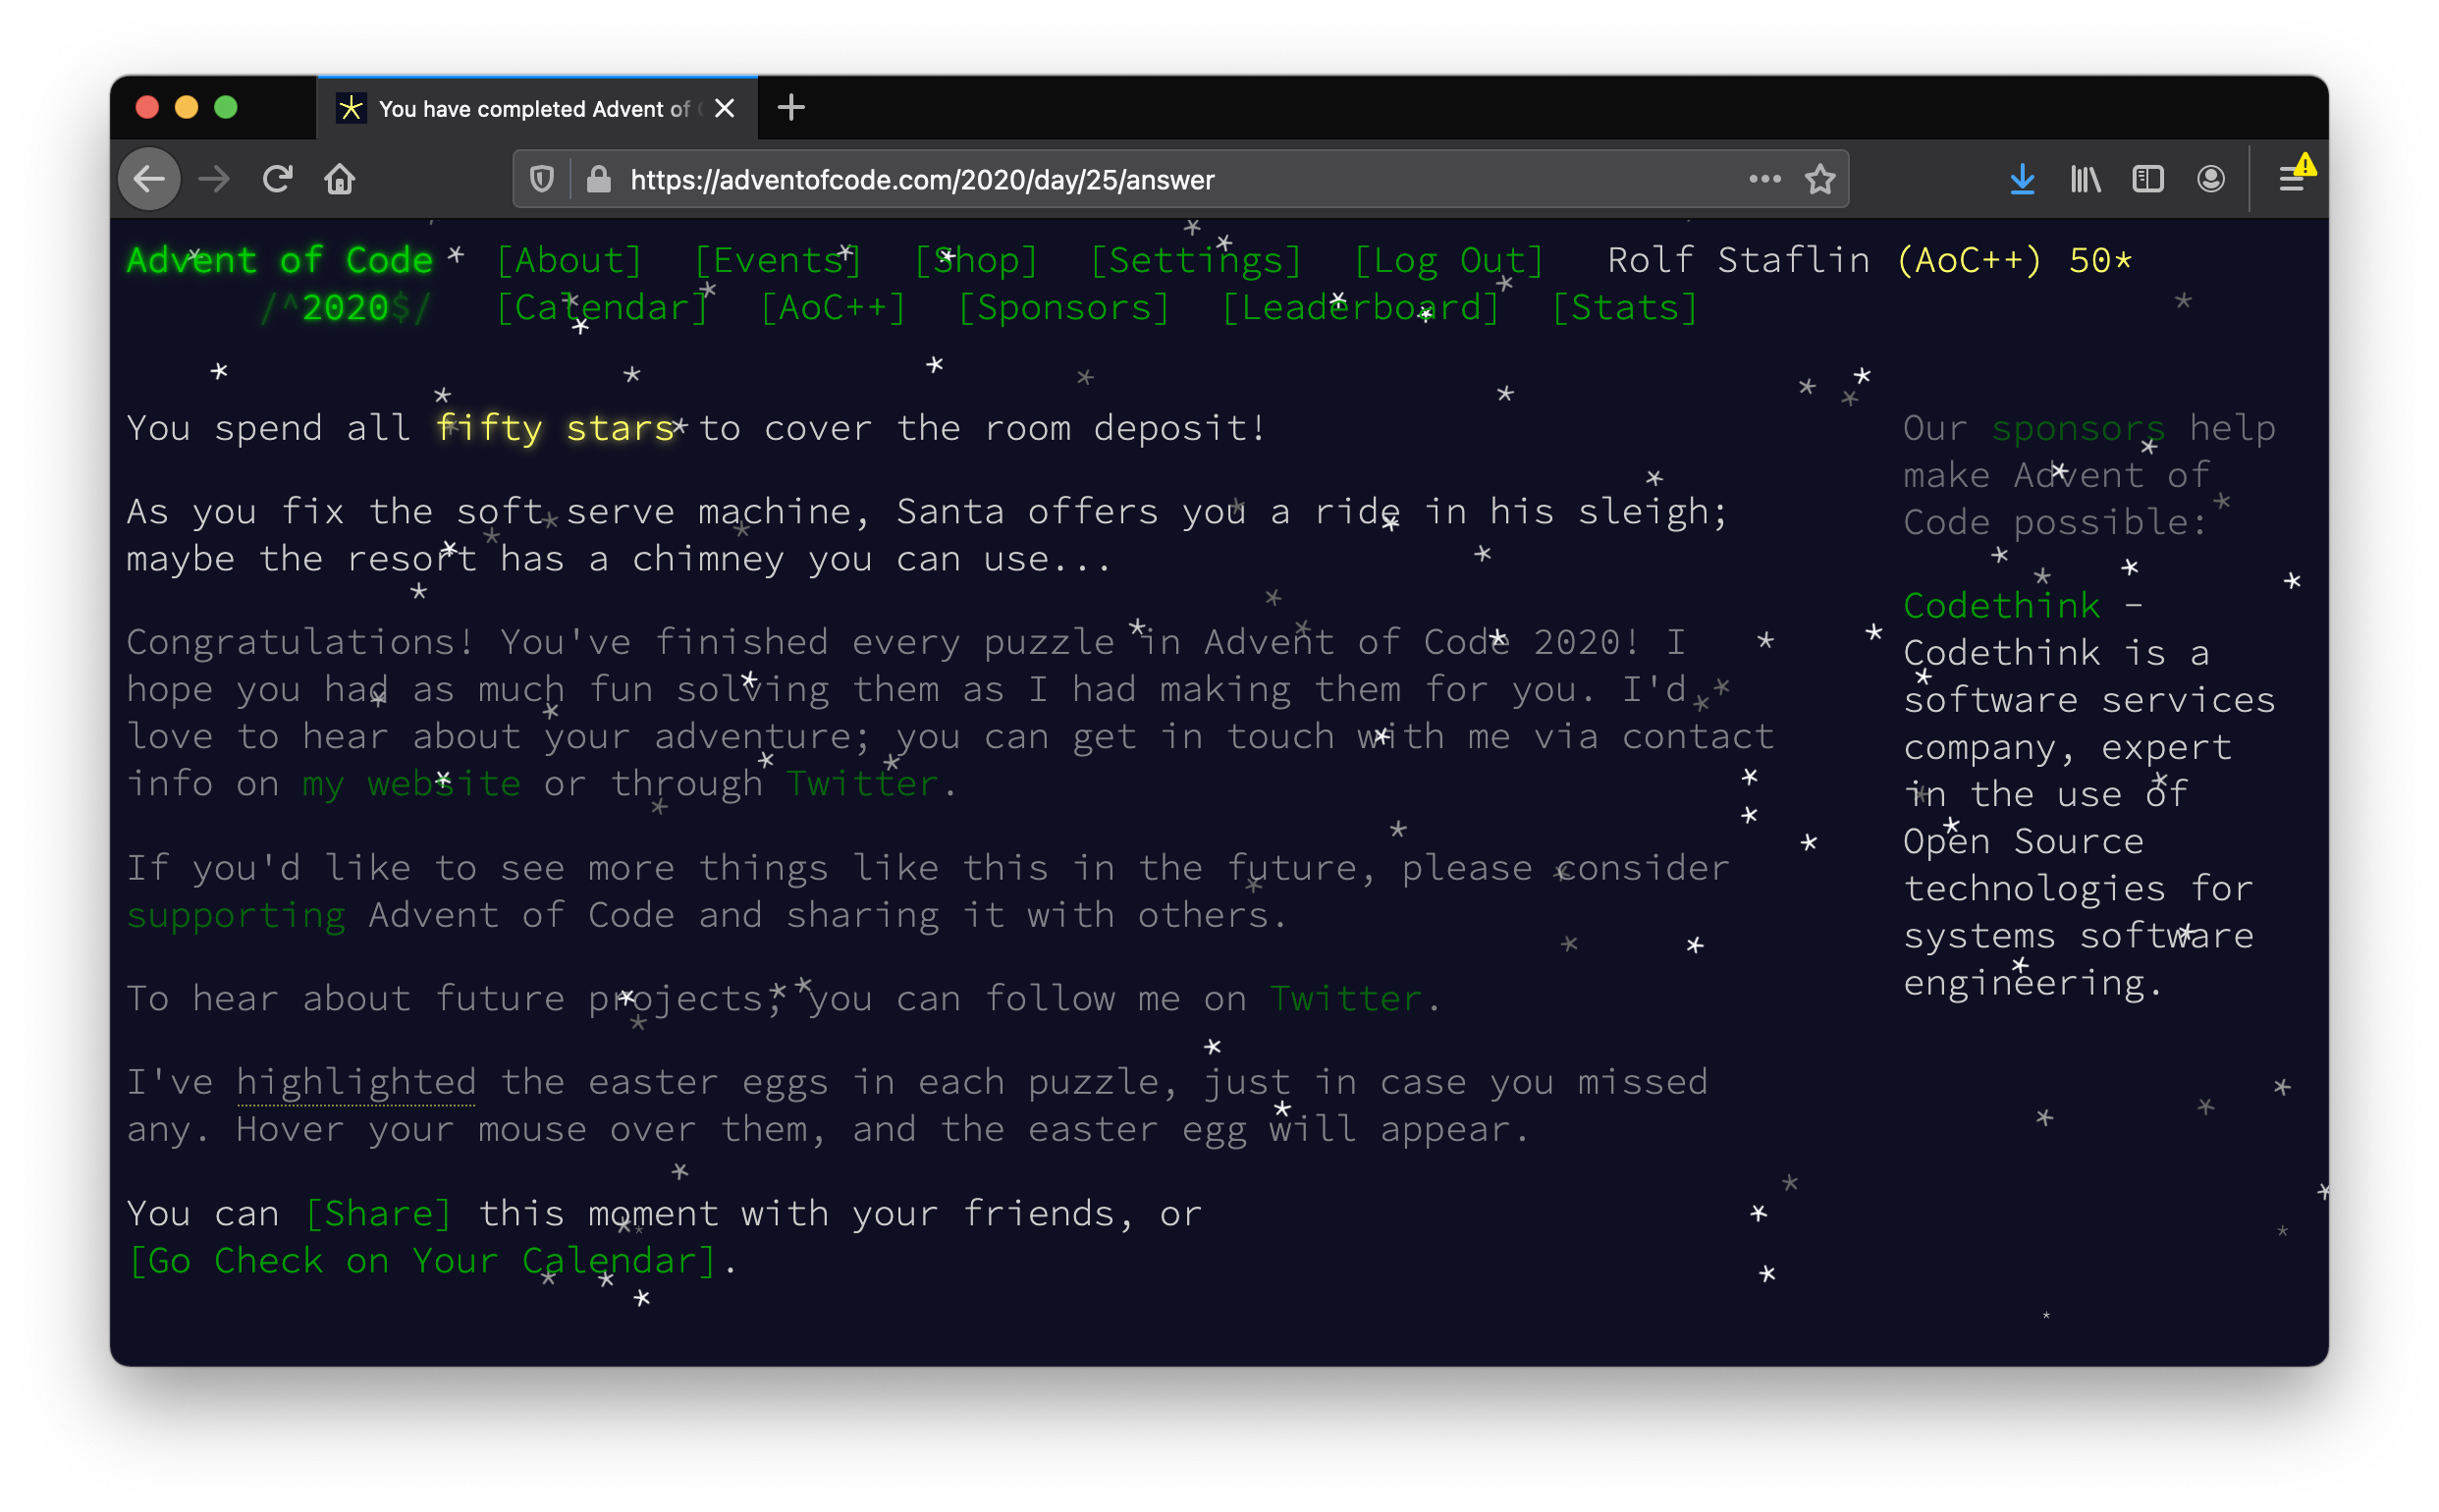 You have completed Advent of
https://adventofcode.com/2020/day/25/answer
Advent of Code [About] [Events] [Shop] [Settings] [Log Out] Rolf Staflin (AoC++) 50*
/^2020$/ [Calendar] [AoC++] [Sponsors] [Leaderboard] [Stats]
You spend all fifty stars to cover the room deposit!
As you fix the soft serve machine, Santa offers you a ride in his sleigh;
maybe the resort has a chimney you can use...
Congratulations! You've finished every puzzle in Advent of Code 2020! I
hope you had as much fun solving them as I had making them for you. I'd
love to hear about your adventure; you can get in touch with me via contact
info on my website or through Twitter.
If you'd like to see more things like this in the future, please consider
supporting Advent of Code and sharing it with others.
To hear about future projects, you can follow me on Twitter.
I've highlighted the easter eggs in each puzzle, just in case you missed
any. Hover your mouse over them, and the easter egg will appear.
You can [Share] this moment with your friends, or
[Go Check on Your Calendar].
Our sponsors help
make Advent of
Code possible:
Codethink -
Codethink is a
software services
company, expert
in the use of
Open Source
technologies for
systems software
engineering.